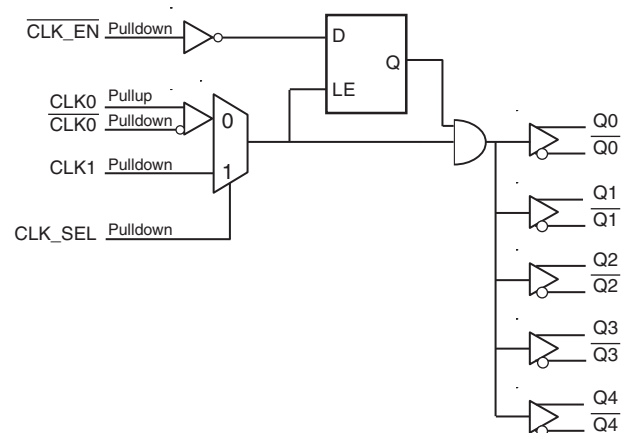 CLK_EN Pulldown
D
Q
LE
CLK0 Pullup
CLK0 Pulldown
0
CLK1 Pulldown
1
CLK_SEL Pulldown
Q0
Q0
Q1
Q1
Q2
Q2
Q3
Q3
Q4
Q4